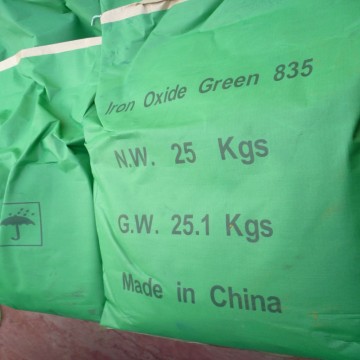 Iron Oxide Green 835
N.W. 25 Kgs
G.W. 25.1 Kgs
Made in China